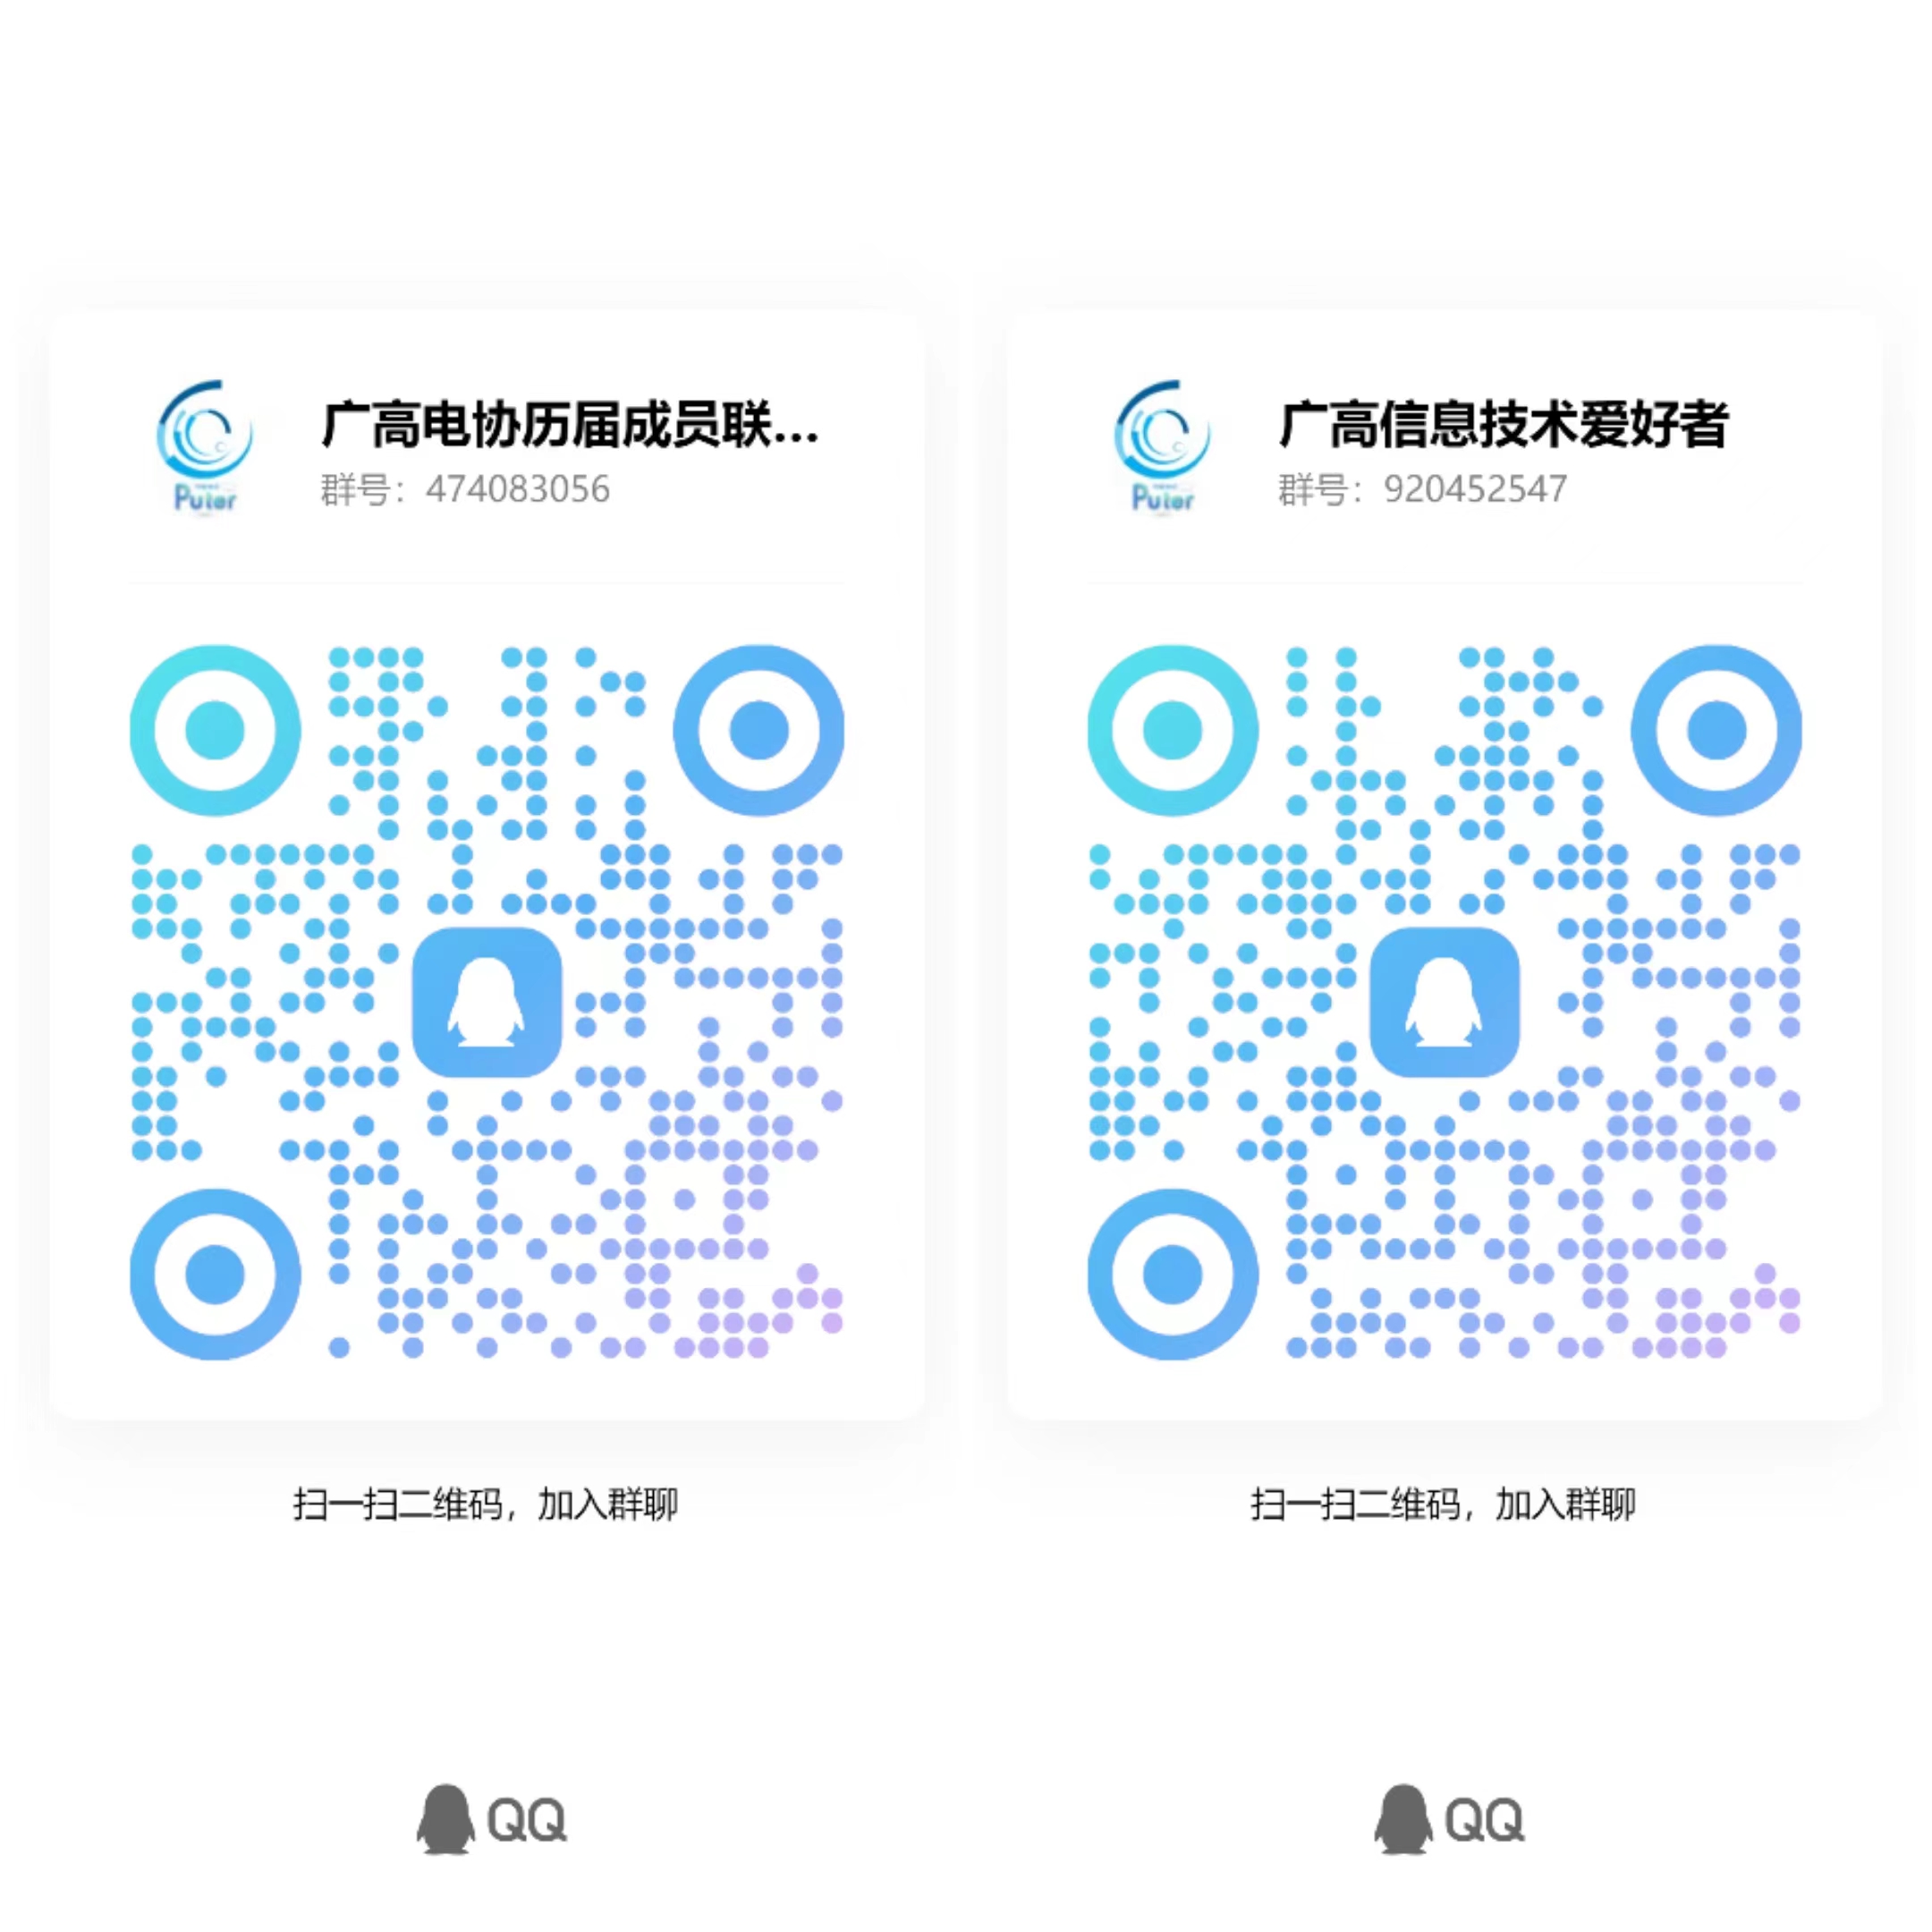 广高电协历届成员联...
群号：474083056
Puter
扫一扫二维码，加入群聊
QQ
广高信息技术爱好者
群号：920452547
Puter
扫一扫二维码，加入群聊
QQ